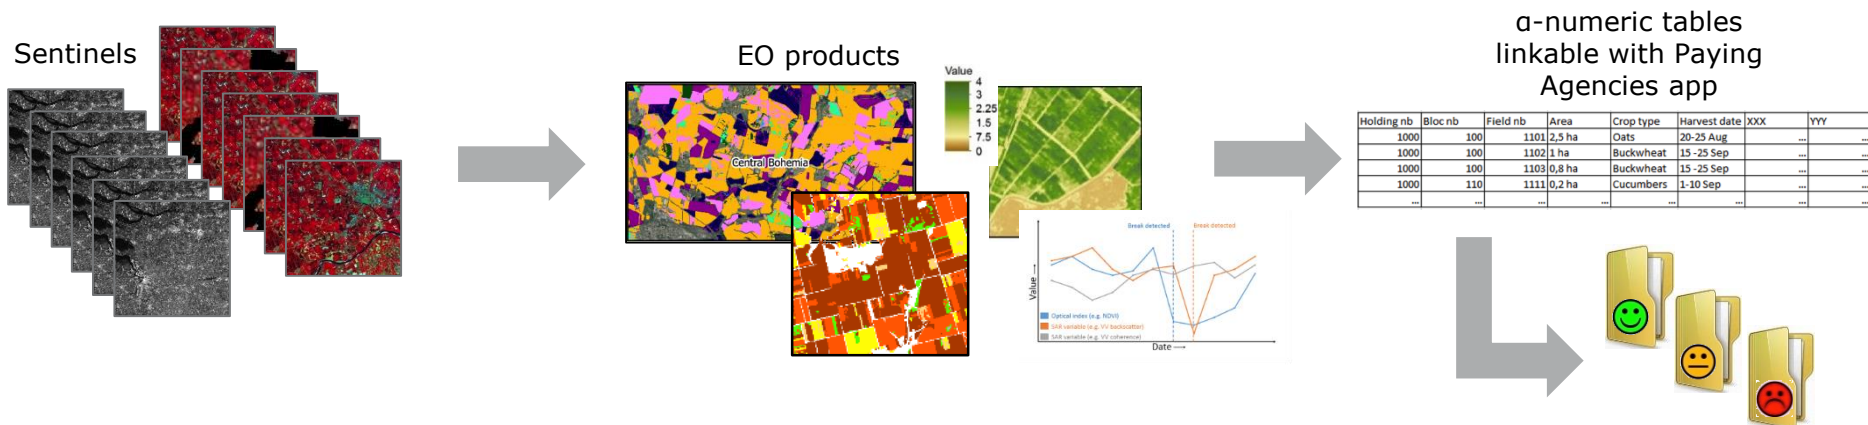 Sentinels
EO products
Value
4
3
2.25
1.5
7.5
0
Central Bohemia
Break detected
Break detected
Value
Optical index (e.g. NDVI)
SAR variable (e.g. VV backscatter)
SAR variable (e.g. VV coherence)
Date
α-numeric tables
linkable with Paying
Agencies app
Holding nb Bloc nb Field nb Area Crop type Harvest date XXX YYY
1000 100 1101 2,5 ha Oats 20-25 Aug ... ...
1000 100 1102 1 ha Buckwheat 15 -25 Sep ... ...
1000 100 1103 0,8 ha Buckwheat 15 -25 Sep ... ...
1000 110 1111 0,2 ha Cucumbers 1-10 Sep ... ...
... ... ... ... ... ... ... ...